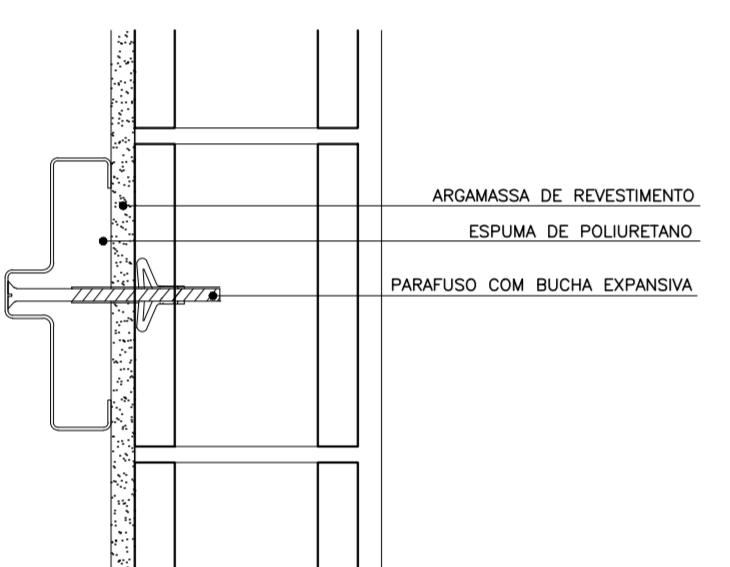 ARGAMASSA DE REVESTIMENTO
ESPUMA DE POLIURETANO
PARAFUSO COM BUCHA EXPANSIVA